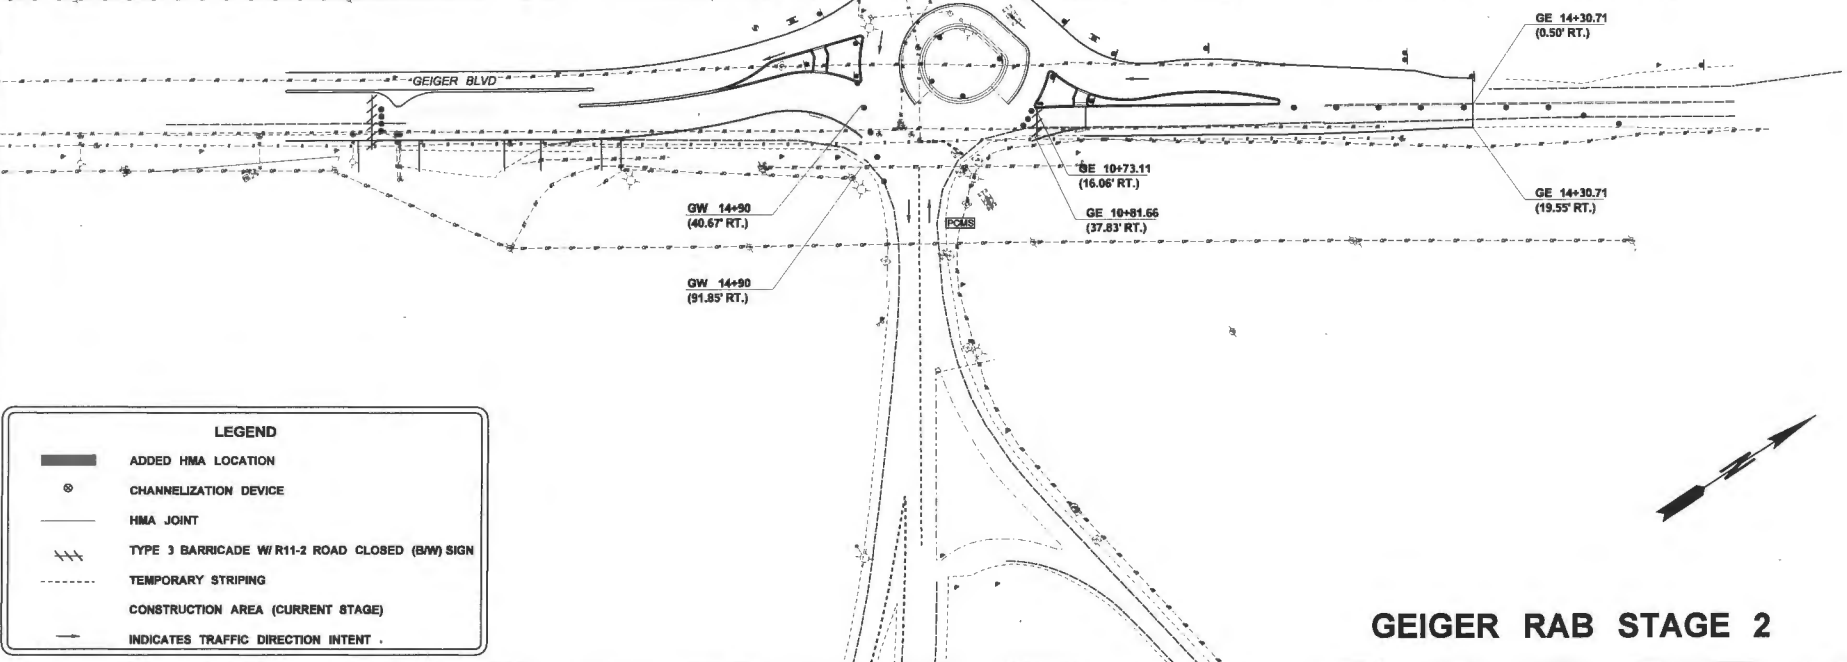 GE 14+30.71
(0.50' RT.)
GEIGER BLVD
GE 10+73.11
(16.06' RT.)
GE 14+30.71
(19.55' RT.)
GW 14+90
(40.67' RT.)
GE 10+81.66
(37.83' RT.)
PCMS
GW 14+90
(91.85' RT.)
LEGEND
ADDED HMA LOCATION
CHANNELIZATION DEVICE
HMA JOINT
TYPE 3 BARRICADE W/ R11-2 ROAD CLOSED (B/W) SIGN
TEMPORARY STRIPING
CONSTRUCTION AREA (CURRENT STAGE)
INDICATES TRAFFIC DIRECTION INTENT .
N
GEIGER RAB STAGE 2